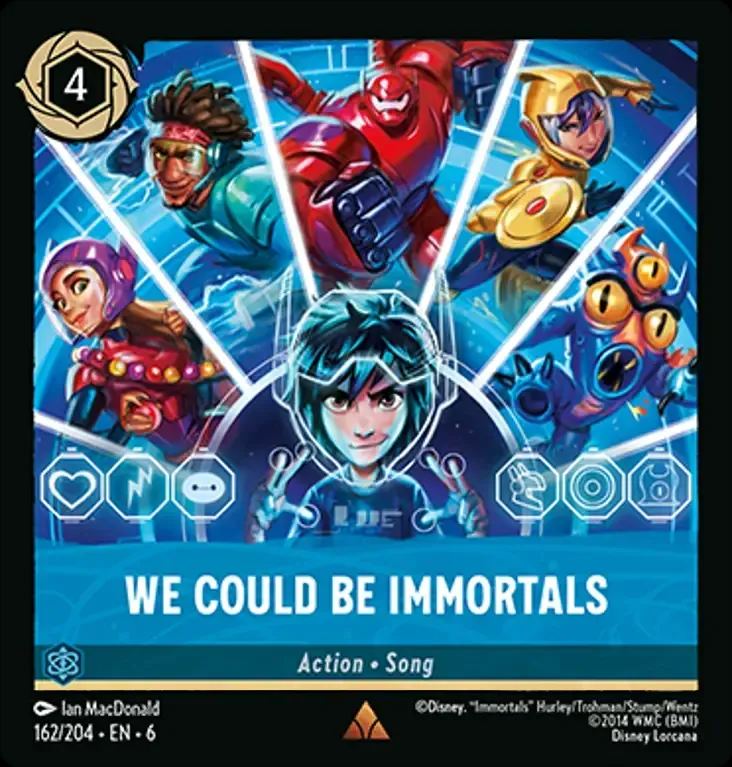 4
WE COULD BE IMMORTALS
Action • Song
Ian MacDonald
162/204 • EN • 6
©Disney. "Immortals" Hurley/Trohman/Stump/Wentz
©2014 WMC (BMI)
Disney Lorcana